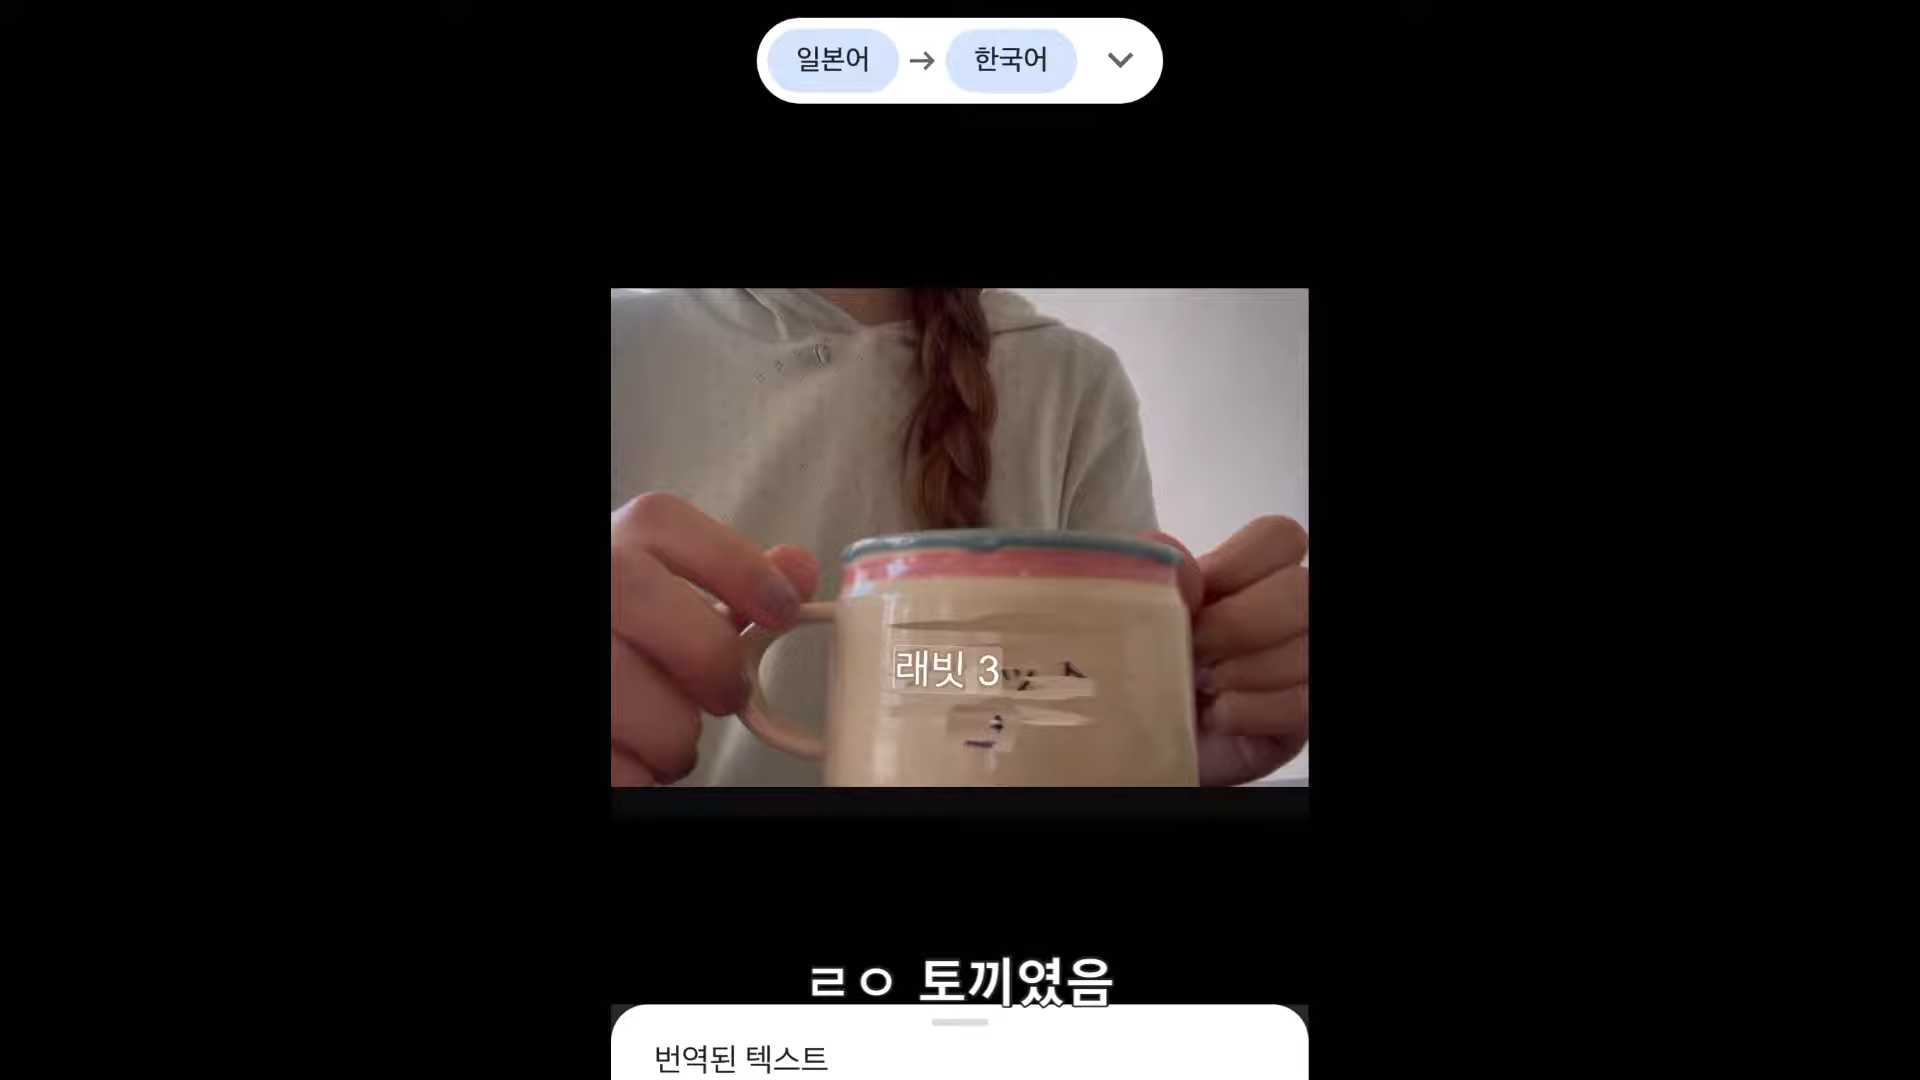 일본어 → 한국어
래빗 3
ㄹㅇ 토끼였음
번역된 텍스트